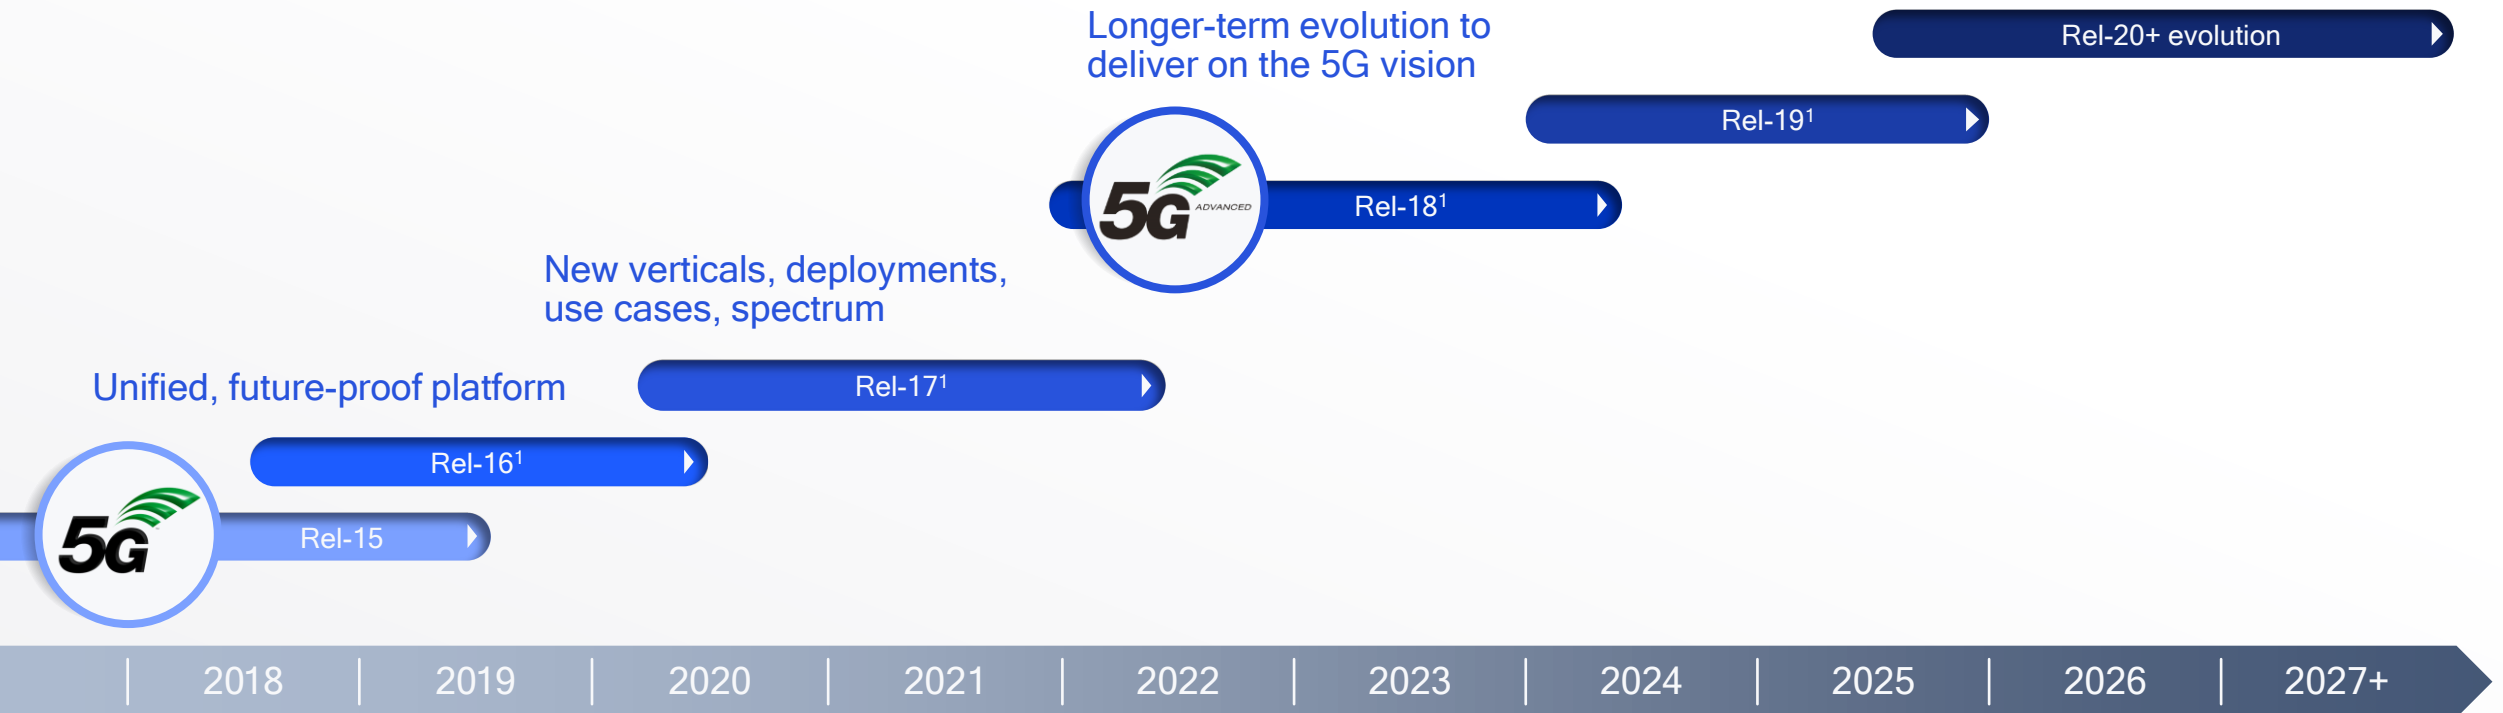 Longer-term evolution to
deliver on the 5G vision
Rel-20+ evolution
Rel-19¹
5G ADVANCED
Rel-18¹
New verticals, deployments,
use cases, spectrum
Unified, future-proof platform
Rel-17¹
Rel-16¹
5G
Rel-15
2018 2019 2020 2021 2022 2023 2024 2025 2026 2027+